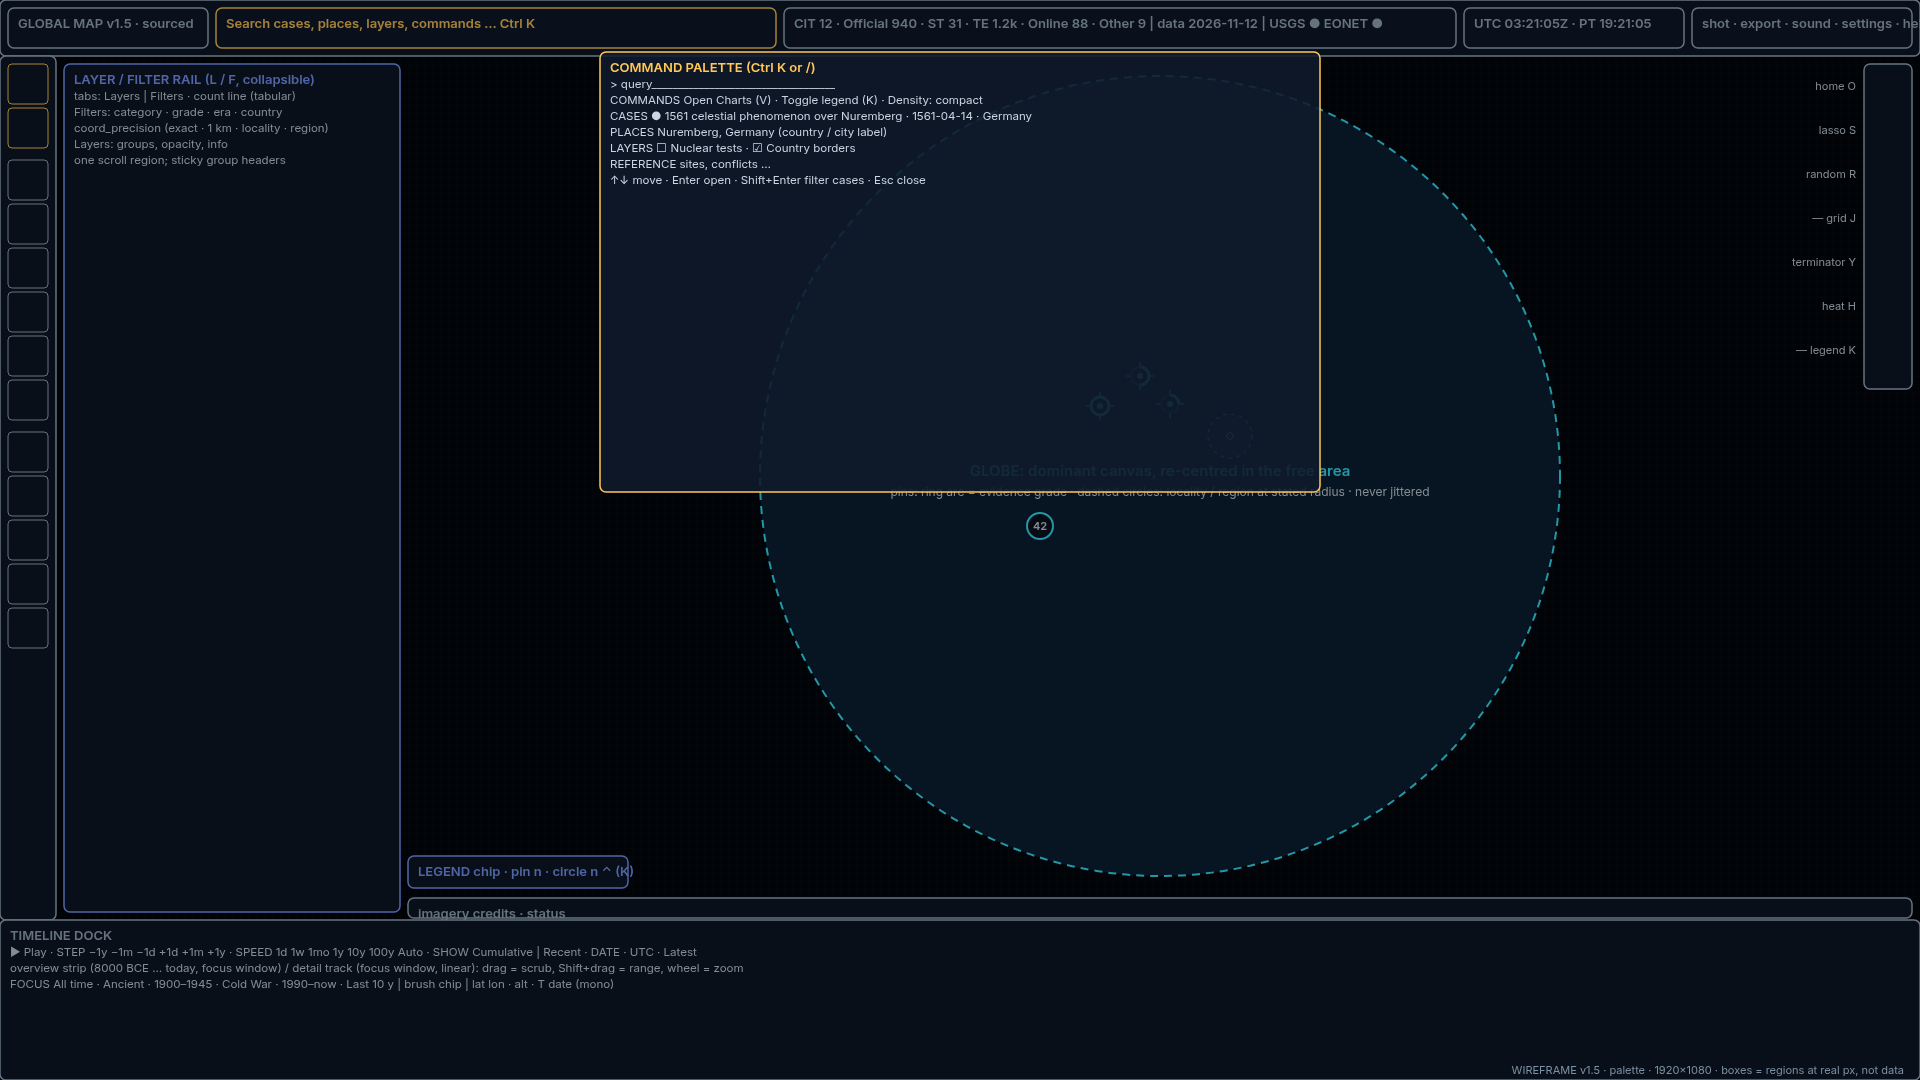 GLOBAL MAP v1.5 · sourced
Search cases, places, layers, commands ... Ctrl K
CIT 12 · Official 940 · ST 31 · TE 1.2k · Online 88 · Other 9 | data 2026-11-12 | USGS ● EONET ●
UTC 03:21:05Z · PT 19:21:05
shot · export · sound · settings · he
LAYER / FILTER RAIL (L / F, collapsible)
tabs: Layers | Filters · count line (tabular)
Filters: category · grade · era · country
coord_precision (exact · 1 km · locality · region)
Layers: groups, opacity, info
one scroll region; sticky group headers
COMMAND PALETTE (Ctrl K or /)
> query______________________________
COMMANDS Open Charts (V) · Toggle legend (K) · Density: compact
CASES ● 1561 celestial phenomenon over Nuremberg · 1561-04-14 · Germany
PLACES Nuremberg, Germany (country / city label)
LAYERS ☐ Nuclear tests · ☑ Country borders
REFERENCE sites, conflicts ...
↑↓ move · Enter open · Shift+Enter filter cases · Esc close
home O
lasso S
random R
— grid J
terminator Y
heat H
— legend K
GLOBE: dominant canvas, re-centred in the free area
pins: ring arc = evidence grade · dashed circles: locality / region at stated radius · never jittered
42
LEGEND chip · pin n · circle n ^ (K)
imagery credits · status
TIMELINE DOCK
▶ Play · STEP −1y −1m −1d +1d +1m +1y · SPEED 1d 1w 1mo 1y 10y 100y Auto · SHOW Cumulative | Recent · DATE · UTC · Latest
overview strip (8000 BCE ... today, focus window) / detail track (focus window, linear): drag = scrub, Shift+drag = range, wheel = zoom
FOCUS All time · Ancient · 1900–1945 · Cold War · 1990–now · Last 10 y | brush chip | lat lon · alt · T date (mono)
WIREFRAME v1.5 · palette · 1920×1080 · boxes = regions at real px, not data